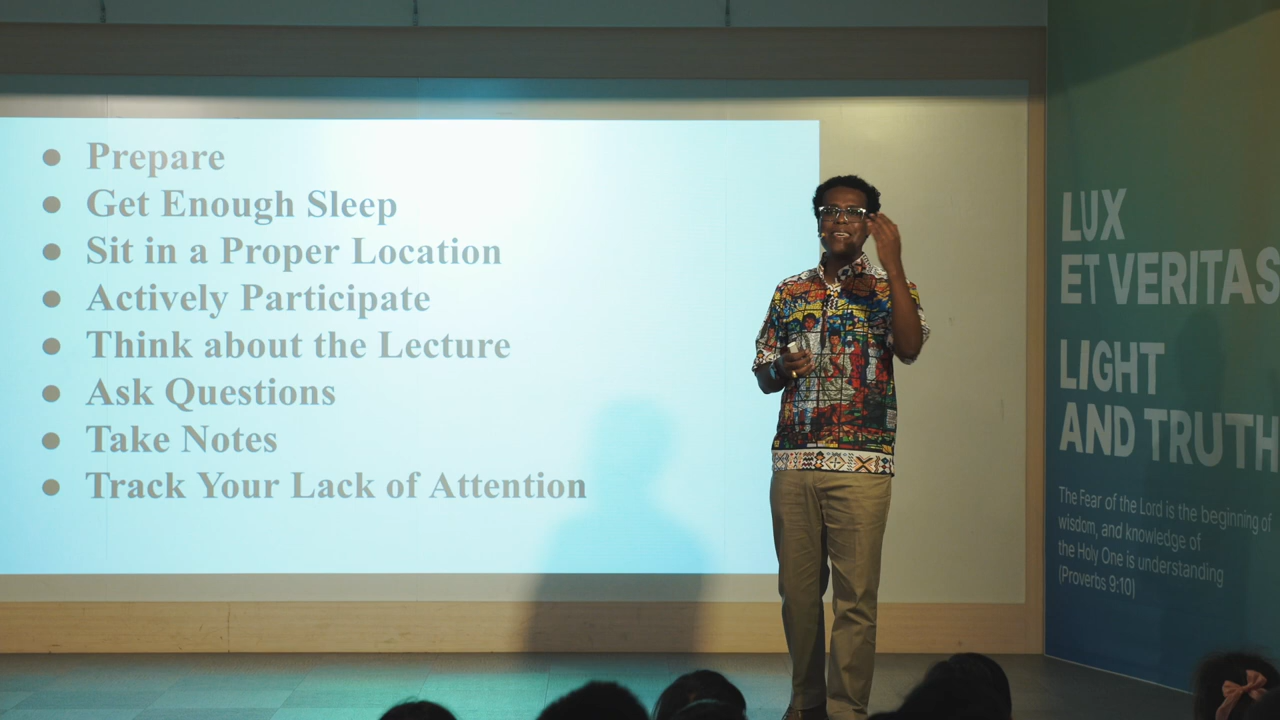 ● Prepare
● Get Enough Sleep
● Sit in a Proper Location
● Actively Participate
● Think about the Lecture
● Ask Questions
● Take Notes
● Track Your Lack of Attention
LUX
ET VERITAS
LIGHT
AND TRUTH
The Fear of the Lord is the beginning of
wisdom, and knowledge of
the Holy One is understanding
(Proverbs 9:10)